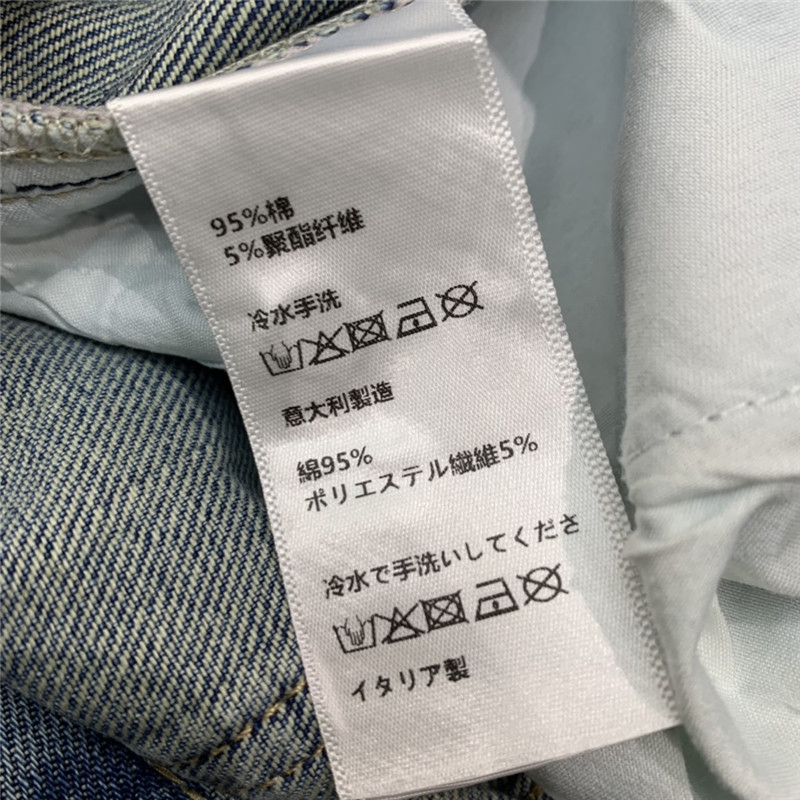 95%棉
5%聚酯纤维
冷水手洗
意大利製造
綿95%
ポリエステル繊維5%
冷水で手洗いしてくださ
イタリア製